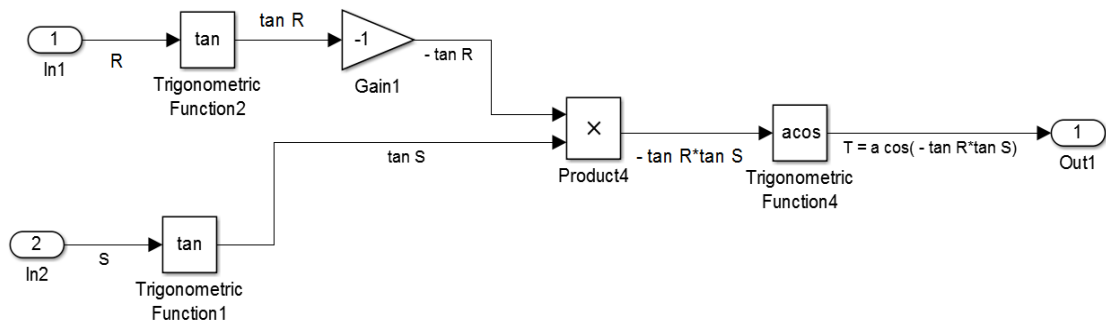 1
In1
R
tan
Trigonometric
Function2
tan R
-1
Gain1
- tan R
2
In2
S
tan
Trigonometric
Function1
tan S
×
Product4
- tan R*tan S
acos
Trigonometric
Function4
T = a cos( - tan R*tan S)
1
Out1